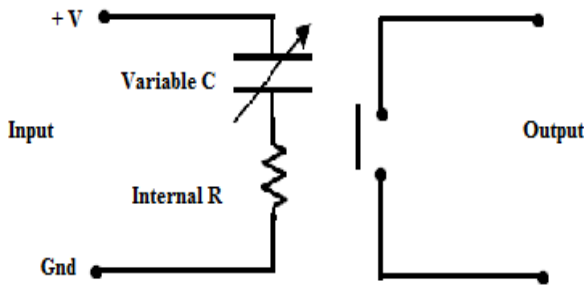 + V
Variable C
Input
Output
Internal R
Gnd